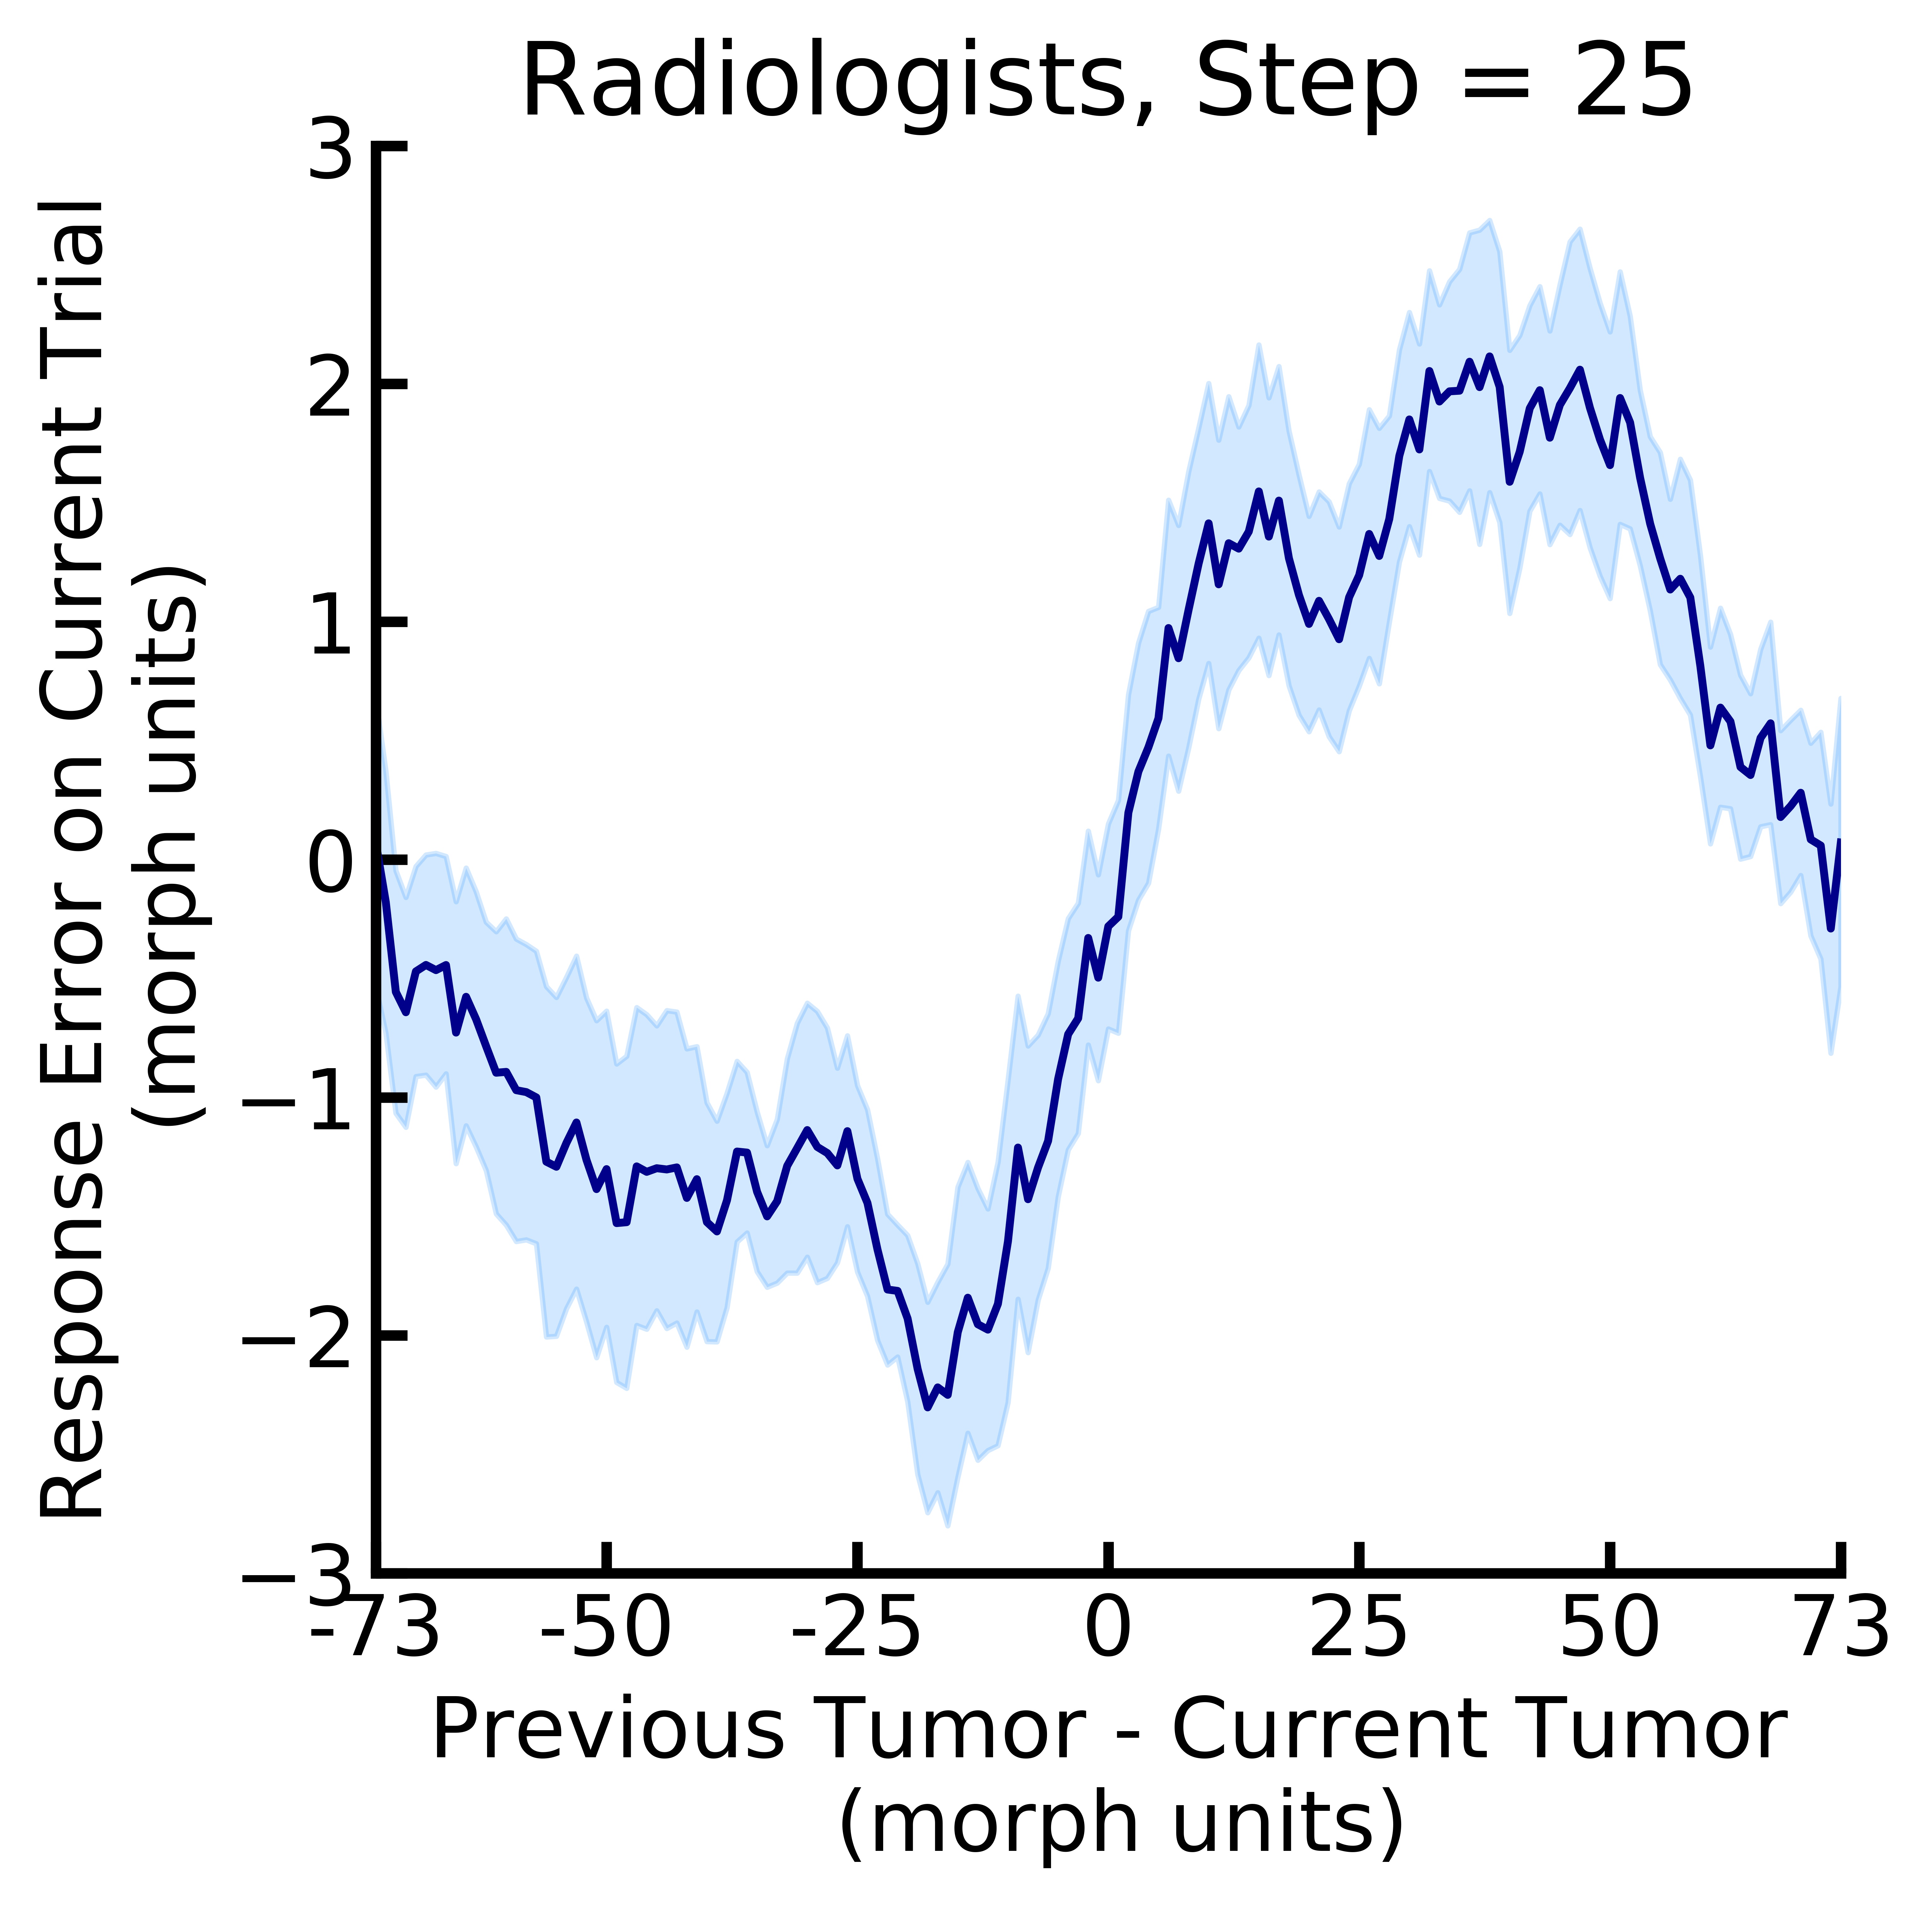 Radiologists, Step = 25
Response Error on Current Trial
(morph units)
3
2
1
0
−1
−2
−3
-73 -50 -25 0 25 50 73
Previous Tumor - Current Tumor
(morph units)